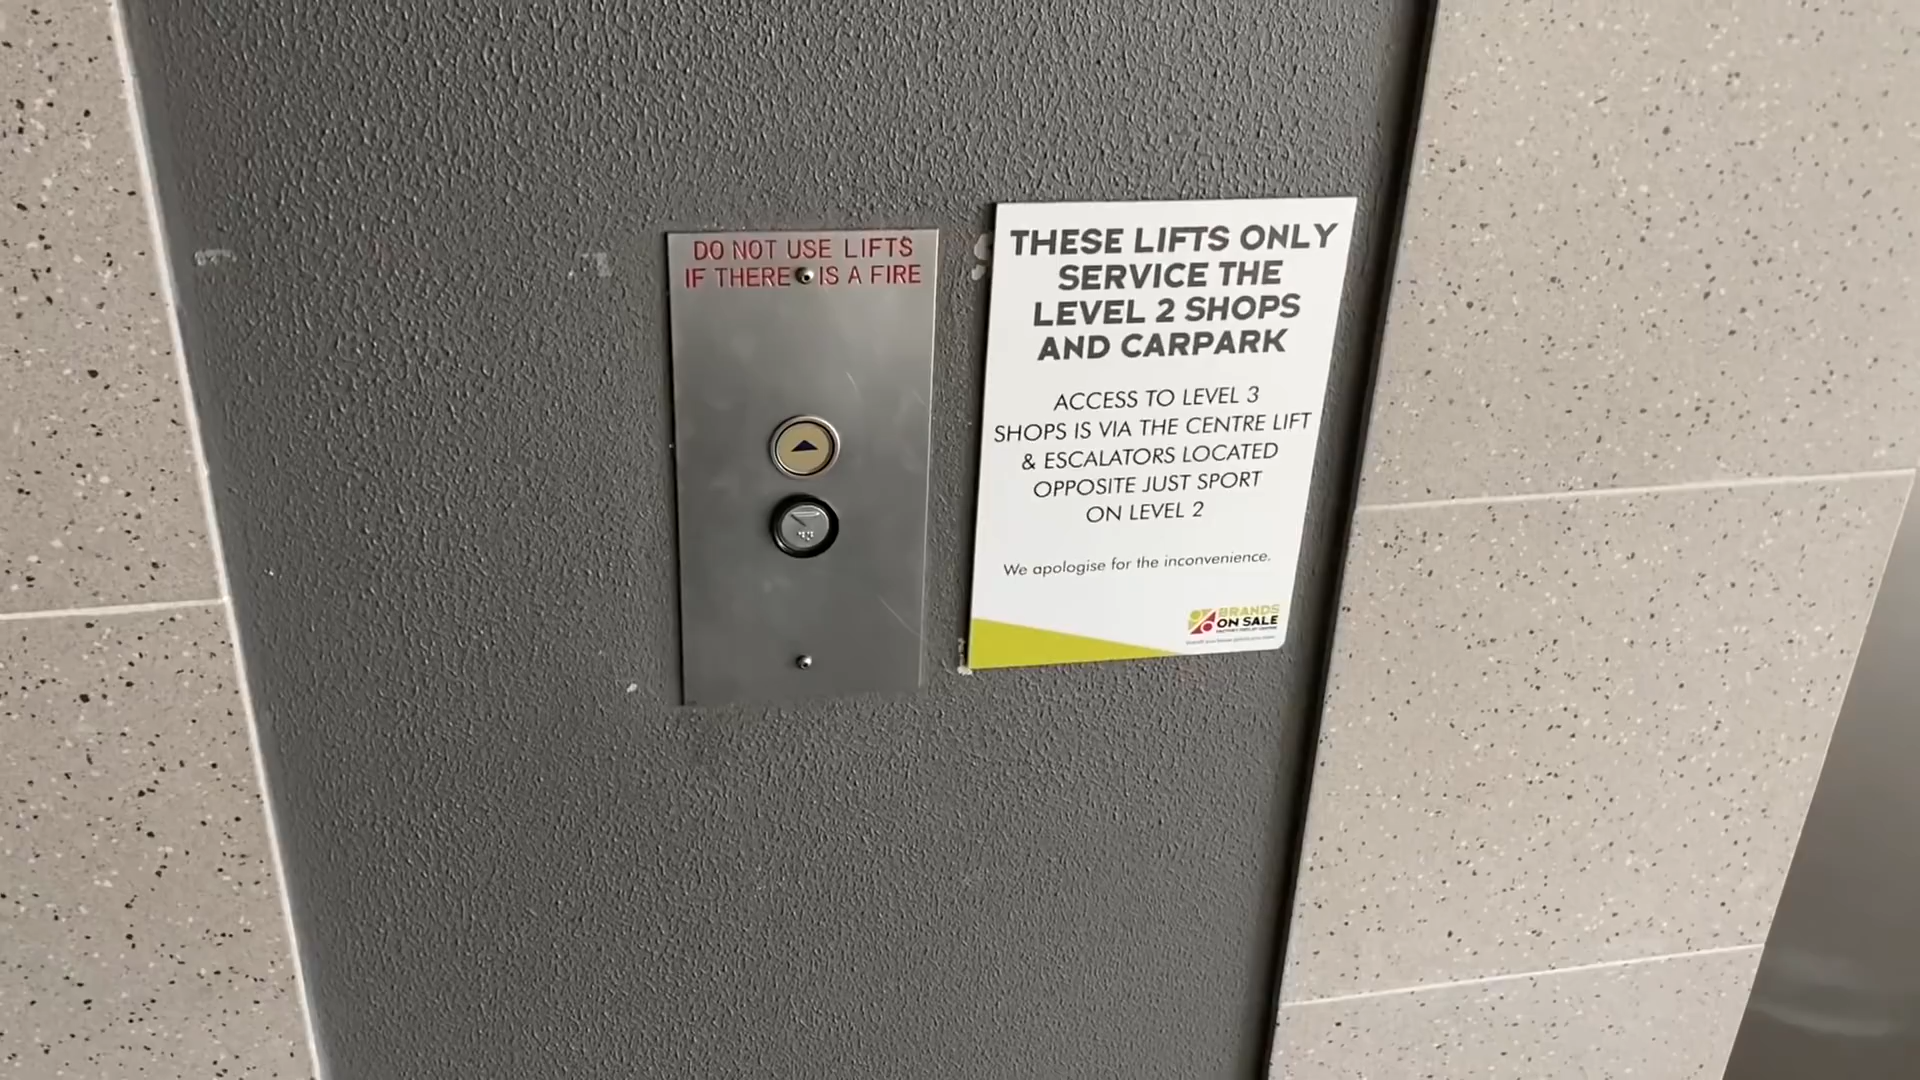 DO NOT USE LIFTS
IF THERE IS A FIRE
THESE LIFTS ONLY
SERVICE THE
LEVEL 2 SHOPS
AND CARPARK
ACCESS TO LEVEL 3
SHOPS IS VIA THE CENTRE LIFT
& ESCALATORS LOCATED
OPPOSITE JUST SPORT
ON LEVEL 2
We apologise for the inconvenience.
BRANDS
ON SALE